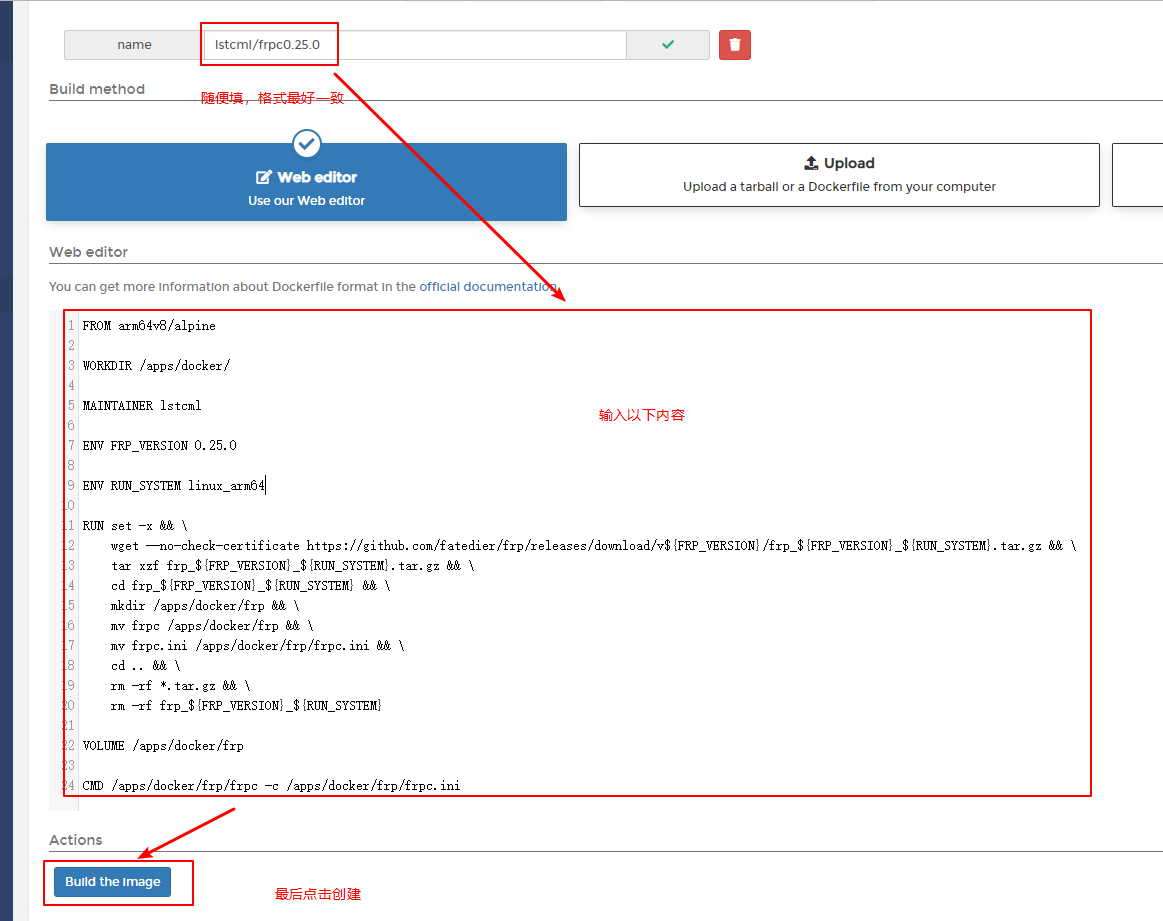 name
lstcml/frpc0.25.0
Build method
随便填，格式最好一致
Web editor
Use our Web editor
Upload
Upload a tarball or a Dockerfile from your computer
Web editor
You can get more information about Dockerfile format in the official documentation.
1 FROM arm64v8/alpine
2
3 WORKDIR /apps/docker/
4
5 MAINTAINER lstcml
6
7 ENV FRP_VERSION 0.25.0
8
9 ENV RUN_SYSTEM linux_arm64
10
11 RUN set -x && \
12 wget --no-check-certificate https://github.com/fatedier/frp/releases/download/v${FRP_VERSION}/frp_${FRP_VERSION}_${RUN_SYSTEM}.tar.gz && \
13 tar xzf frp_${FRP_VERSION}_${RUN_SYSTEM}.tar.gz && \
14 cd frp_${FRP_VERSION}_${RUN_SYSTEM} && \
15 mkdir /apps/docker/frp && \
16 mv frpc /apps/docker/frp && \
17 mv frpc.ini /apps/docker/frp/frpc.ini && \
18 cd .. && \
19 rm -rf *.tar.gz && \
20 rm -rf frp_${FRP_VERSION}_${RUN_SYSTEM}
21
22 VOLUME /apps/docker/frp
23
24 CMD /apps/docker/frp/frpc -c /apps/docker/frp/frpc.ini
输入以下内容
Actions
Build the image
最后点击创建